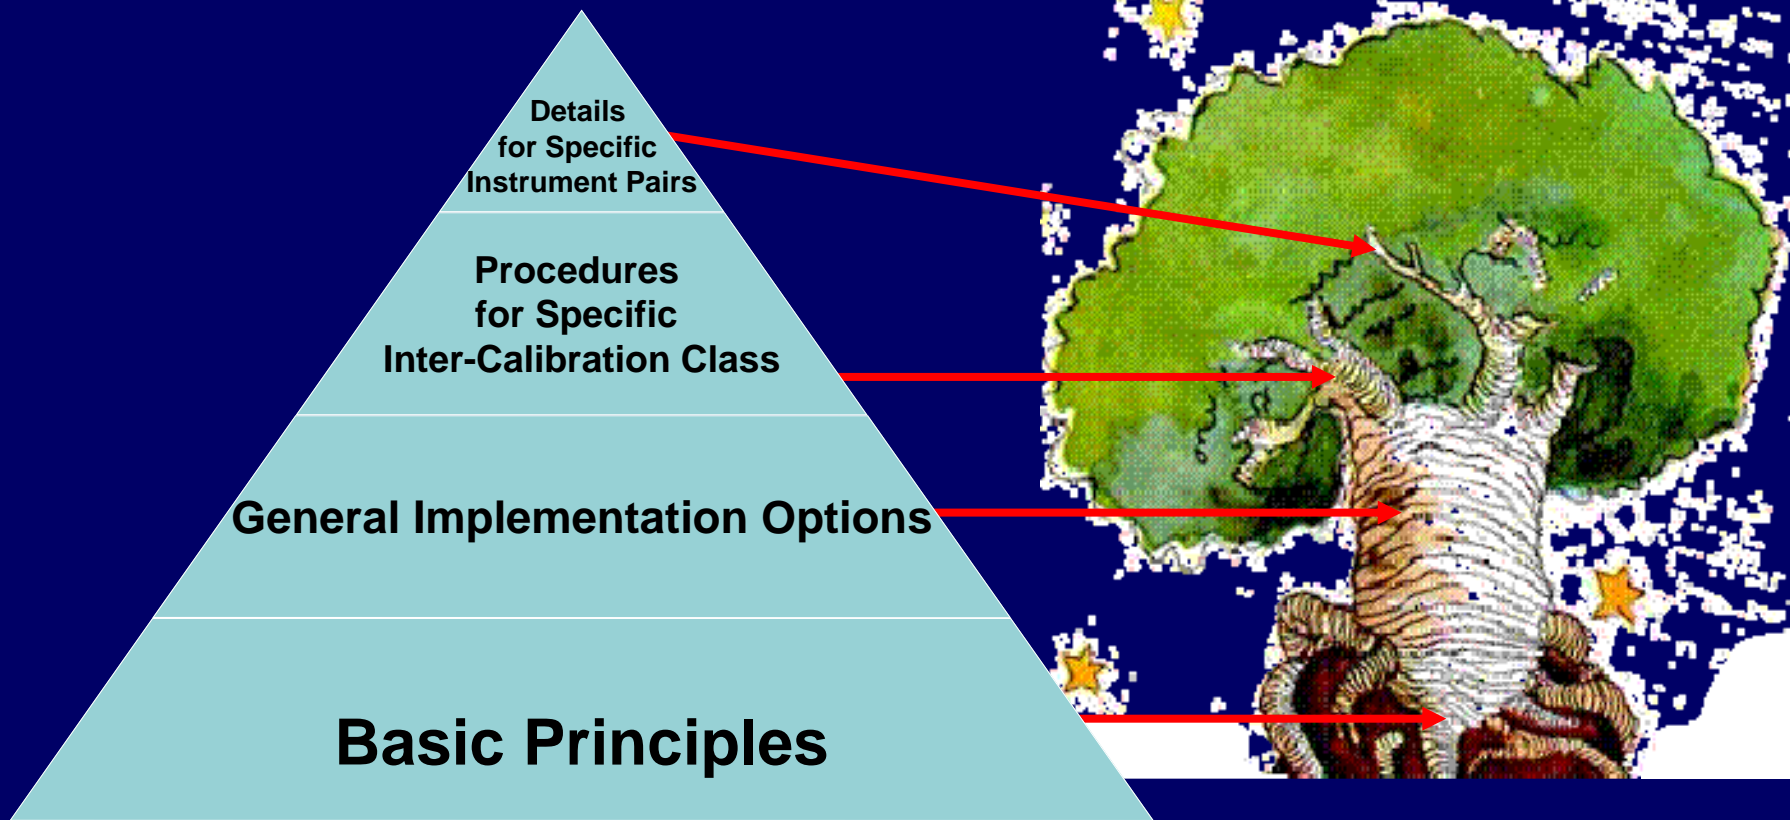 Details
for Specific
Instrument Pairs
Procedures
for Specific
Inter-Calibration Class
General Implementation Options
Basic Principles